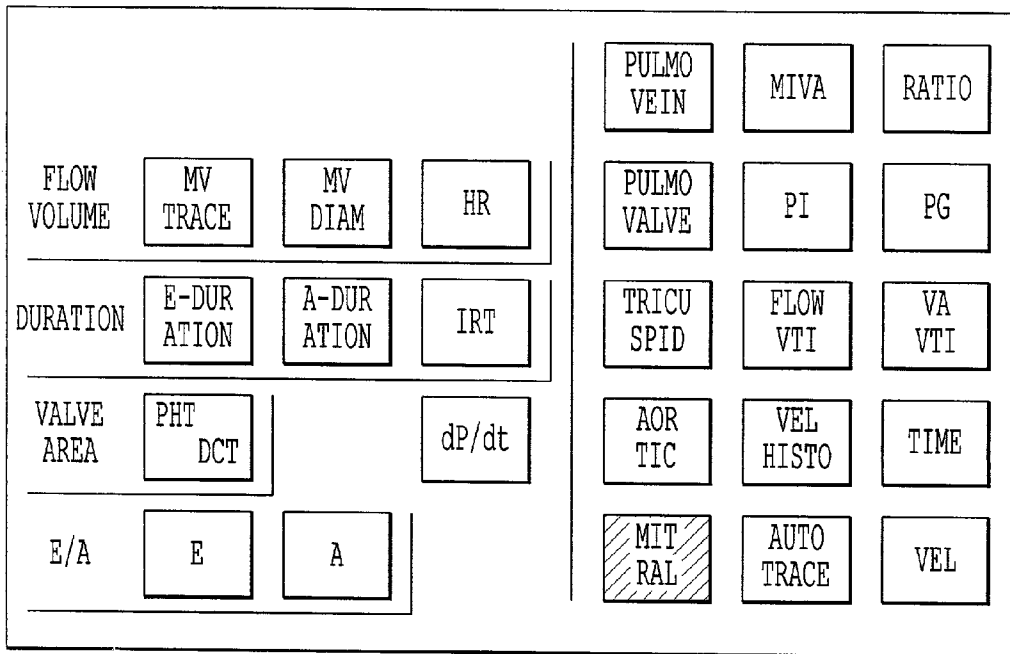 PULMO
VEIN
MIVA
RATIO
FLOW
VOLUME
MV
TRACE
MV
DIAM
HR
PULMO
VALVE
PI
PG
DURATION
E-DUR
ATION
A-DUR
ATION
IRT
TRICU
SPID
FLOW
VTI
VA
VTI
VALVE
AREA
PHT
DCT
dP/dt
AOR
TIC
VEL
HISTO
TIME
E/A
E
A
MIT
RAL
AUTO
TRACE
VEL